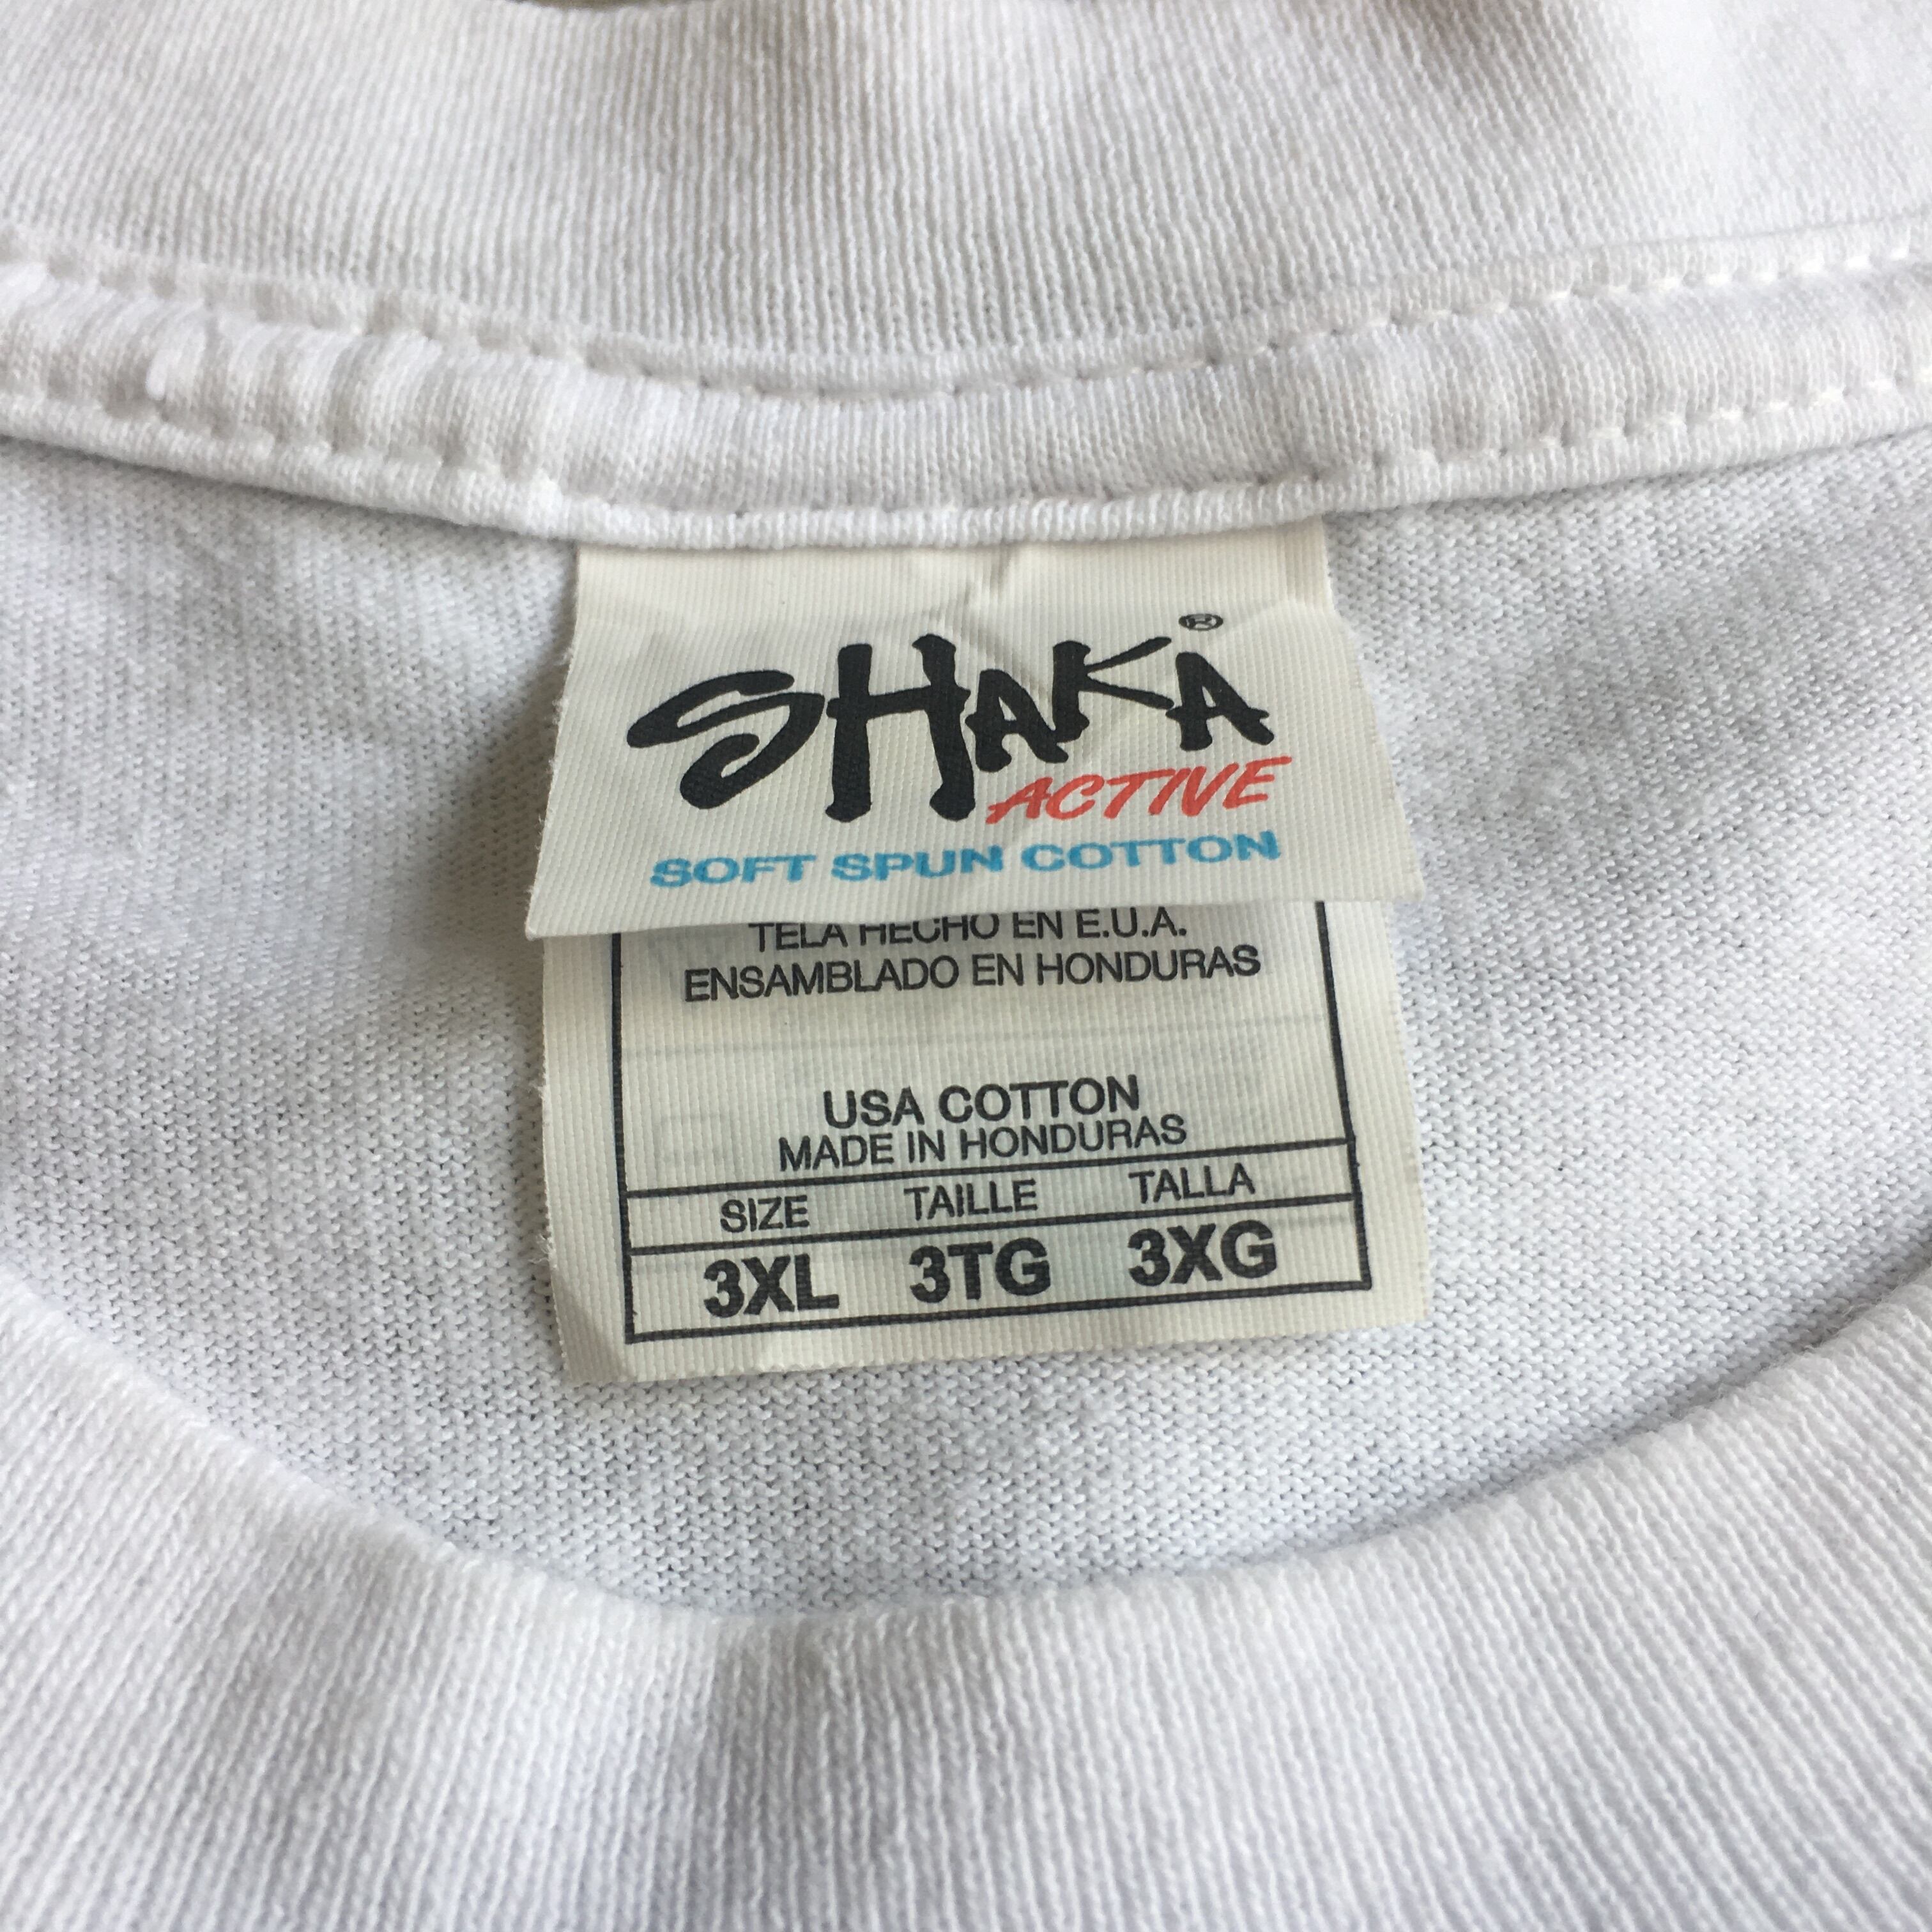 SHAKA®
ACTIVE
SOFT SPUN COTTON
TELA HECHO EN E.U.A.
ENSAMBLADO EN HONDURAS
USA COTTON
MADE IN HONDURAS
SIZE TAILLE TALLA
3XL 3TG 3XG